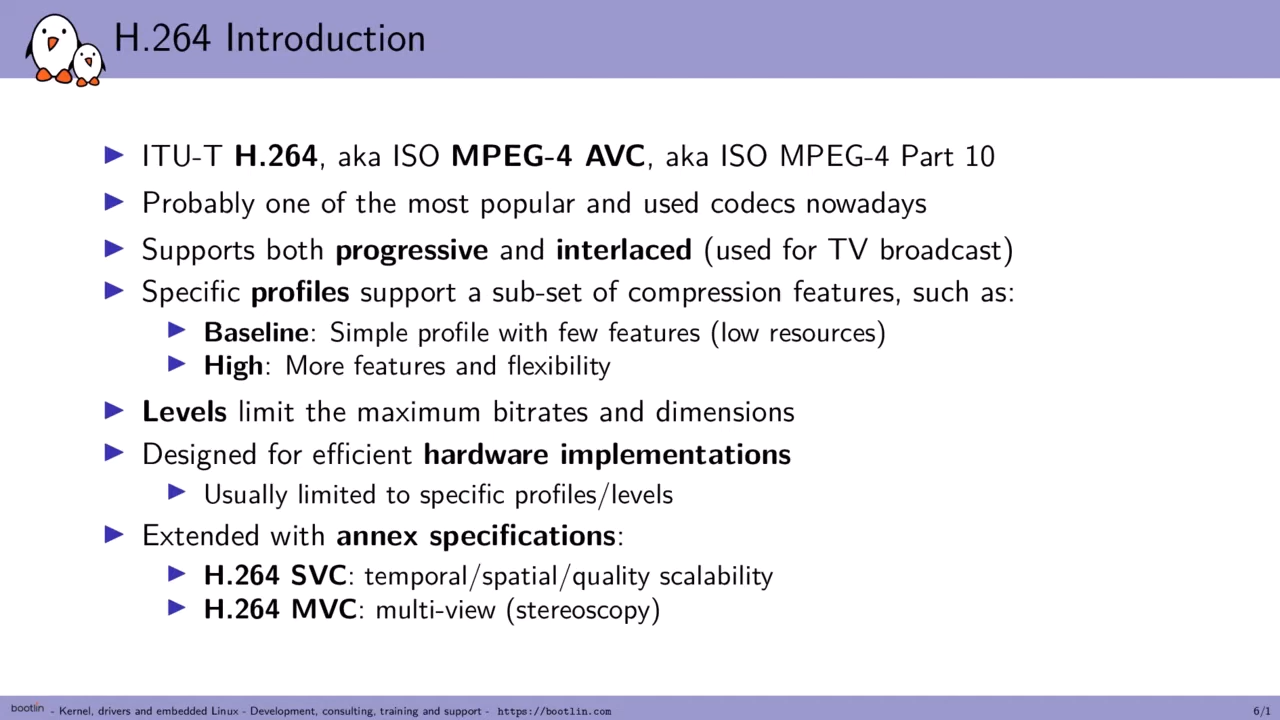 H.264 Introduction
ITU-T H.264, aka ISO MPEG-4 AVC, aka ISO MPEG-4 Part 10
Probably one of the most popular and used codecs nowadays
Supports both progressive and interlaced (used for TV broadcast)
Specific profiles support a sub-set of compression features, such as:
Baseline: Simple profile with few features (low resources)
High: More features and flexibility
Levels limit the maximum bitrates and dimensions
Designed for efficient hardware implementations
Usually limited to specific profiles/levels
Extended with annex specifications:
H.264 SVC: temporal/spatial/quality scalability
H.264 MVC: multi-view (stereoscopy)
bootlin - Kernel, drivers and embedded Linux - Development, consulting, training and support - https://bootlin.com 6/1